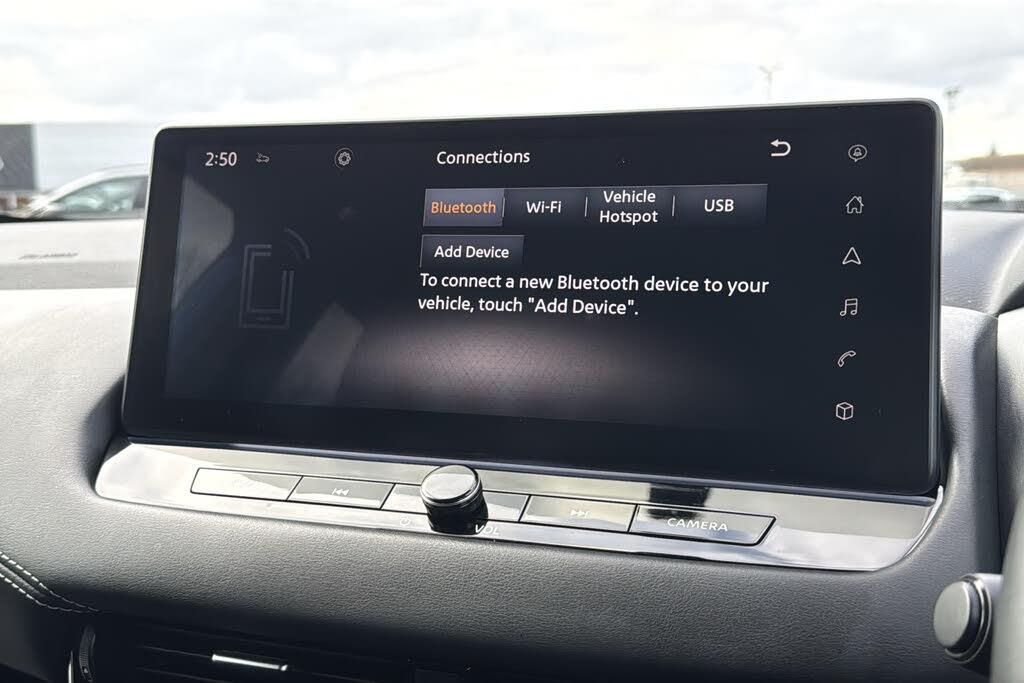 2:50
Connections
Bluetooth
Wi-Fi
Vehicle
Hotspot
USB
Add Device
To connect a new Bluetooth device to your
vehicle, touch "Add Device".
VOL
CAMERA